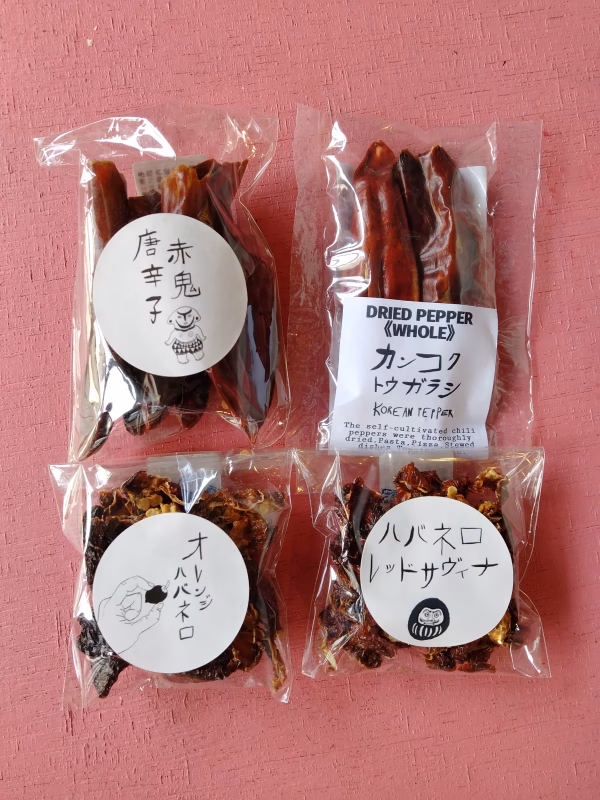 赤鬼
唐辛子
DRIED PEPPER
《WHOLE》
カンコク
トウガラシ
KOREAN PEPPER
The self-cultivated chili
peppers were thoroughly
dried.Pasta,Pizza,Stewed
オレンジ
ハバネロ
ハバネロ
レッドサヴィナ